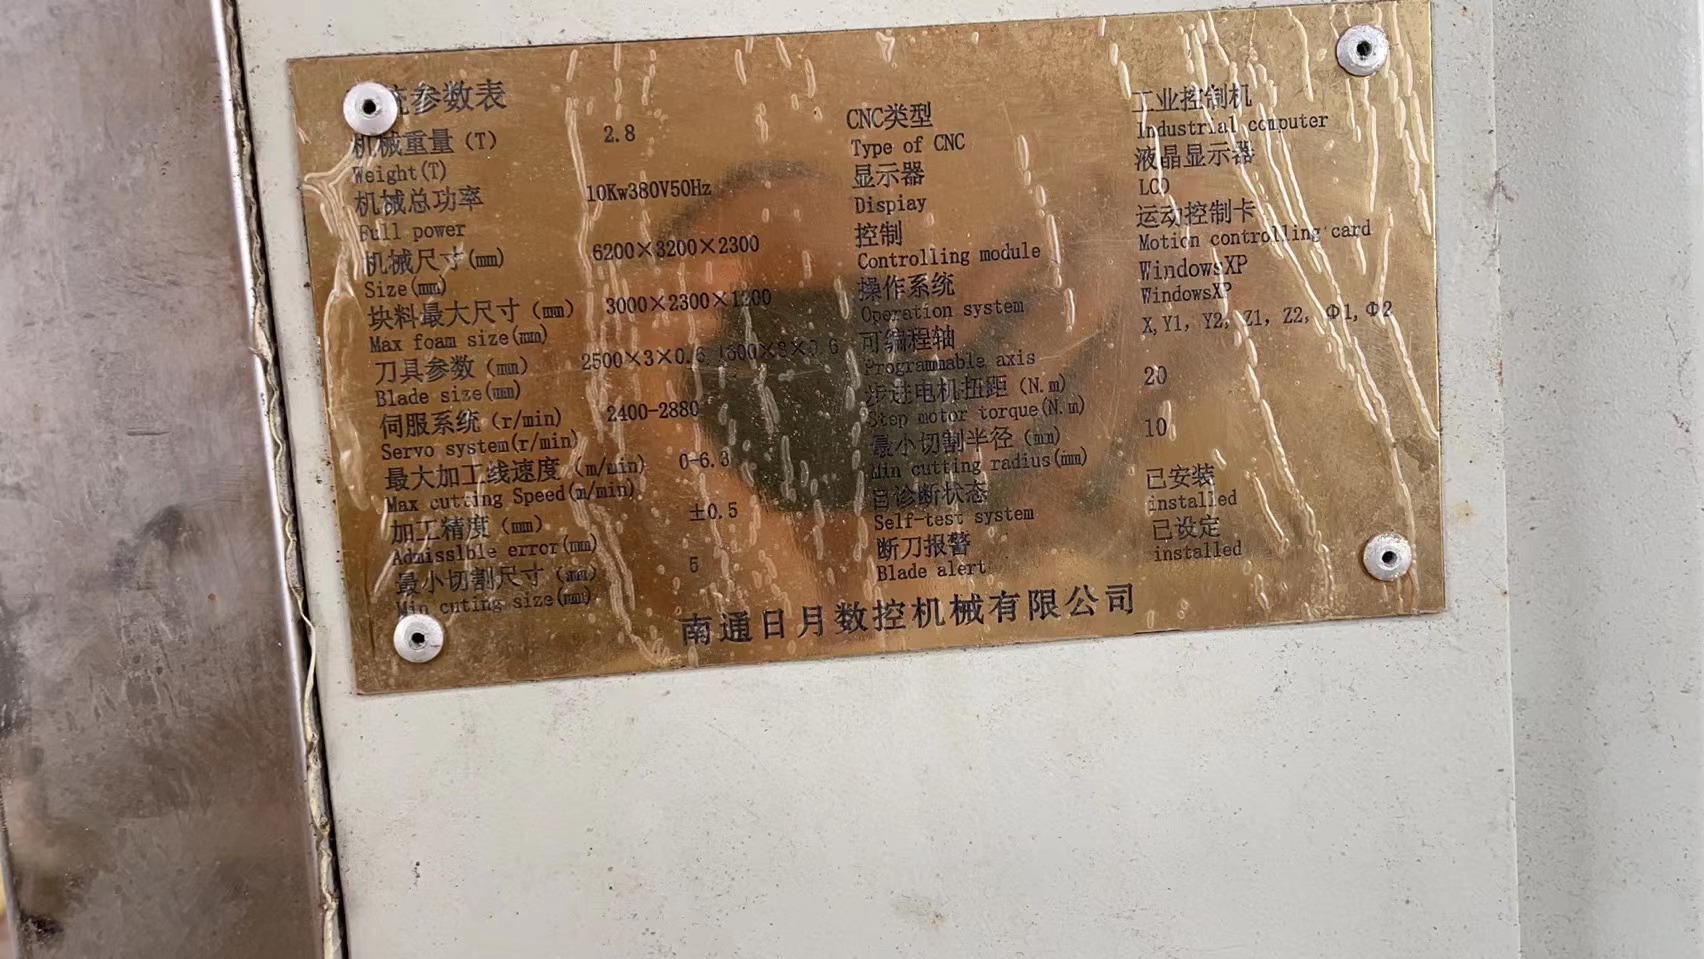 统参数表
机械重量（T） 2.8
Weight(T)
机械总功率 10Kw380V50Hz
Full power
机械尺寸(mm) 6200×3200×2300
Size(mm)
块料最大尺寸（mm） 3000×2300×1200
Max foam size(mm)
刀具参数（mm） 2500×3×0.6
Blade size(mm)
伺服系统（r/min） 2400-2880
Servo system(r/min)
最大加工线速度（m/min） 0-6.3
Max cutting Speed(m/min)
加工精度（mm） ±0.5
Admisslble error(mm)
最小切割尺寸（mm） 5
Min cuting size(mm)
CNC类型 工业控制机
Type of CNC Industrial computer
显示器 液晶显示器
Dispiay LCD
控制 运动控制卡
Controlling module Motion controlling card
操作系统 WindowsXP
Operation system WindowsXP
可编程轴 X,Y1, Y2, Z1, Z2, Φ1,Φ2
Programmable axis
步进电机扭距（N.m) 20
Step motor torque(N.m)
最小切割半径（mm） 10
Min cutting radius(mm)
自诊断状态 已安装
Self-test system installed
断刀报警 已设定
Blade alert installed
南通日月数控机械有限公司